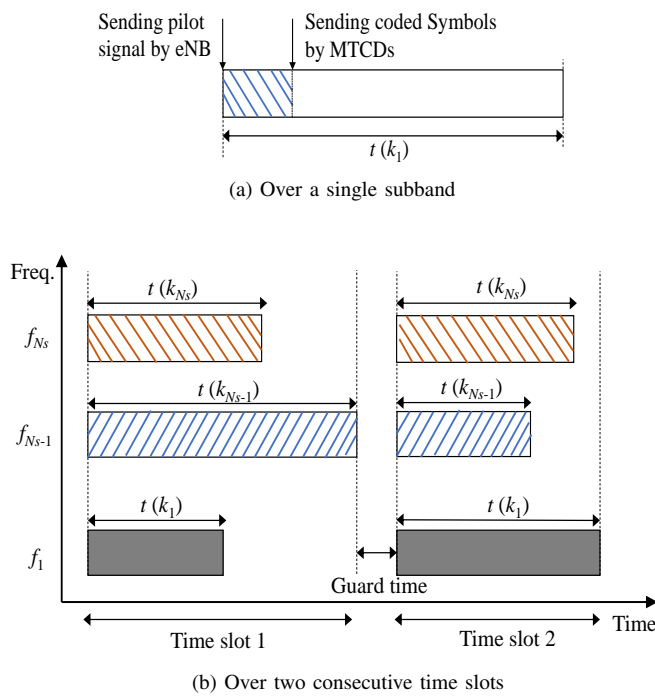 Sending pilot
signal by eNB
Sending coded Symbols
by MTCDs
t (k1)
(a) Over a single subband
Freq.
t (kNs)
t (kNs)
fNs
t (kNs-1)
t (kNs-1)
fNs-1
t (k1)
t (k1)
f1
Guard time
Time
Time slot 1
Time slot 2
(b) Over two consecutive time slots